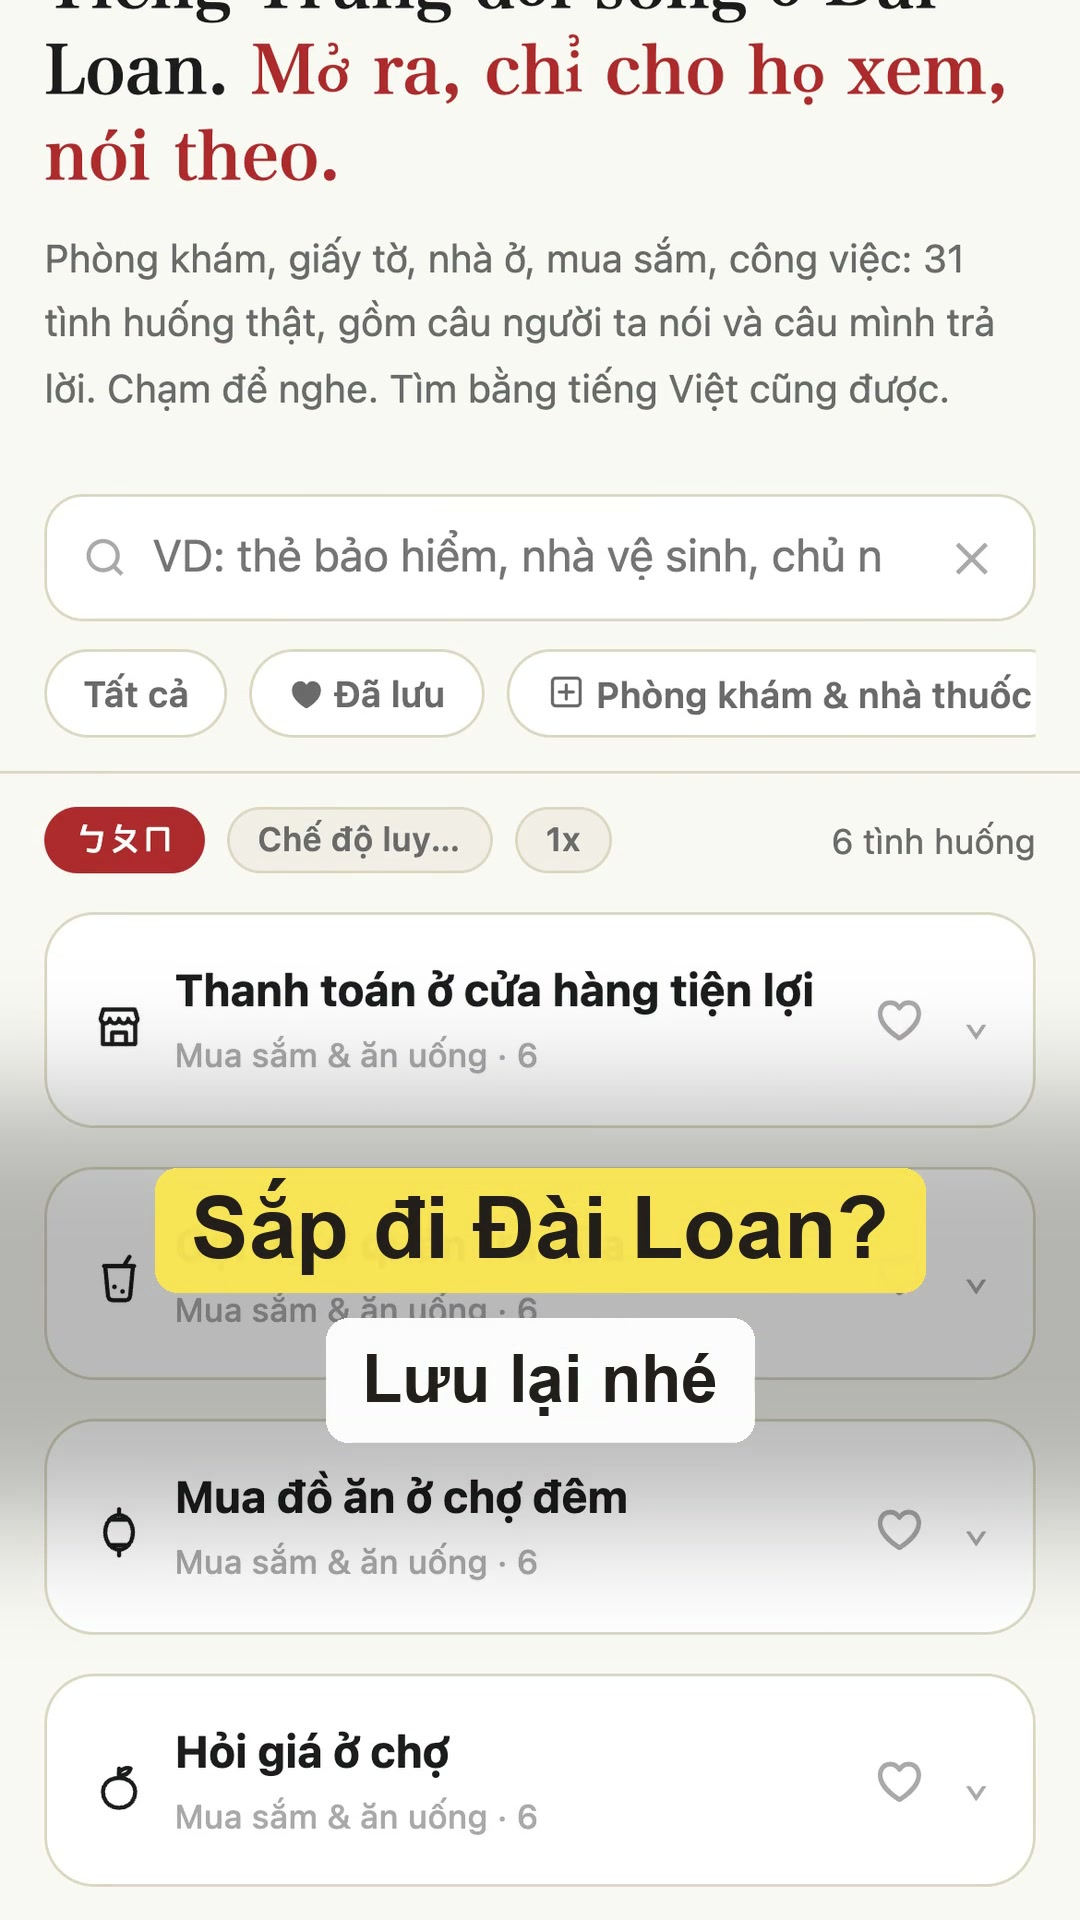 Tiếng Trung đời sống ở Đài
Loan. Mở ra, chỉ cho họ xem,
nói theo.
Phòng khám, giấy tờ, nhà ở, mua sắm, công việc: 31
tình huống thật, gồm câu người ta nói và câu mình trả
lời. Chạm để nghe. Tìm bằng tiếng Việt cũng được.
VD: thẻ bảo hiểm, nhà vệ sinh, chủ n
Tất cả
Đã lưu
Phòng khám & nhà thuốc
ㄅㄆㄇ
Chế độ luy...
1x
6 tình huống
Thanh toán ở cửa hàng tiện lợi
Mua sắm & ăn uống · 6
Sắp đi Đài Loan?
Mua sắm & ăn uống · 6
Lưu lại nhé
Mua đồ ăn ở chợ đêm
Mua sắm & ăn uống · 6
Hỏi giá ở chợ
Mua sắm & ăn uống · 6